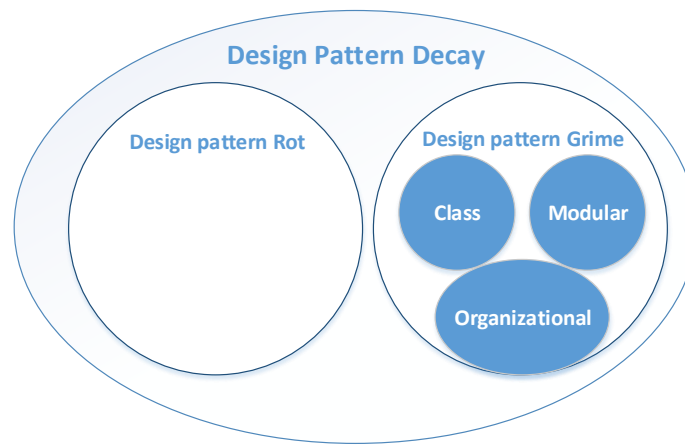 Design Pattern Decay
Design pattern Rot
Design pattern Grime
Class
Modular
Organizational